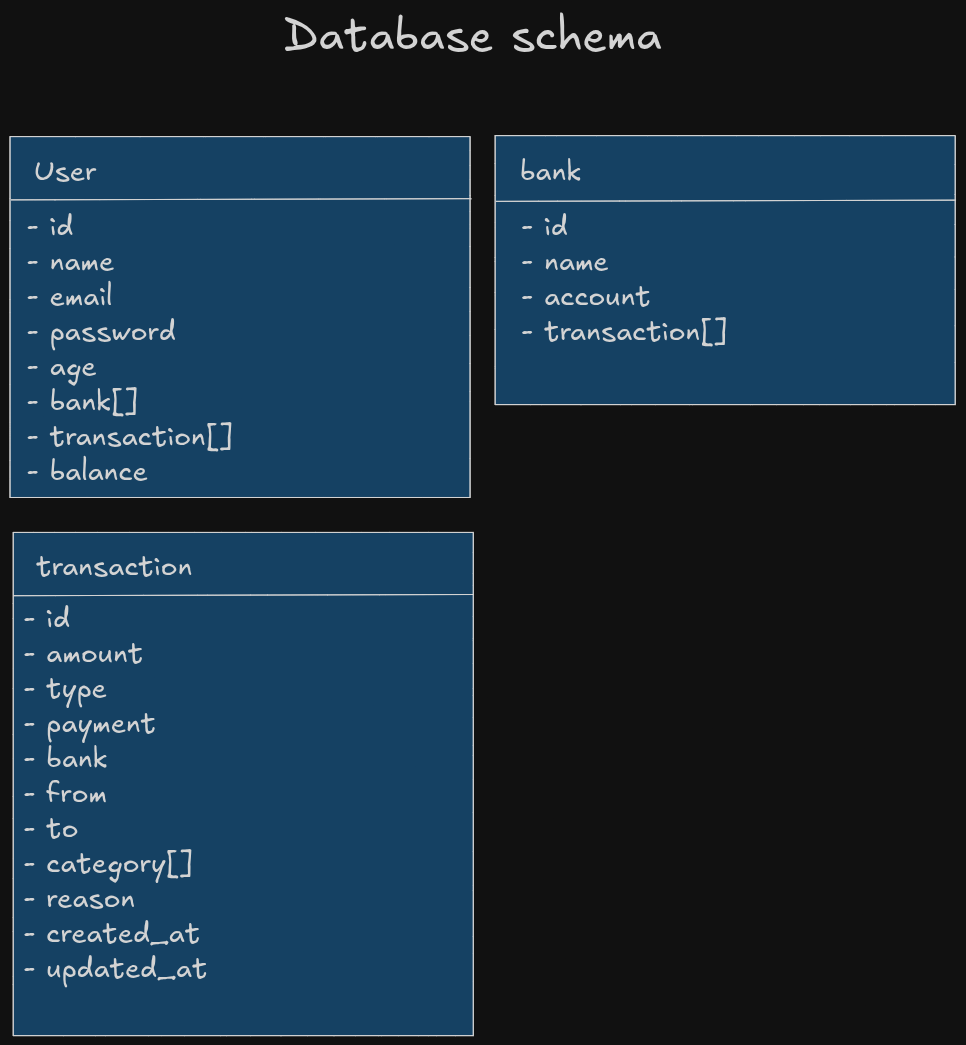 Database schema
User
- id
- name
- email
- password
- age
- bank[]
- transaction[]
- balance
bank
- id
- name
- account
- transaction[]
transaction
- id
- amount
- type
- payment
- bank
- from
- to
- category[]
- reason
- created_at
- updated_at